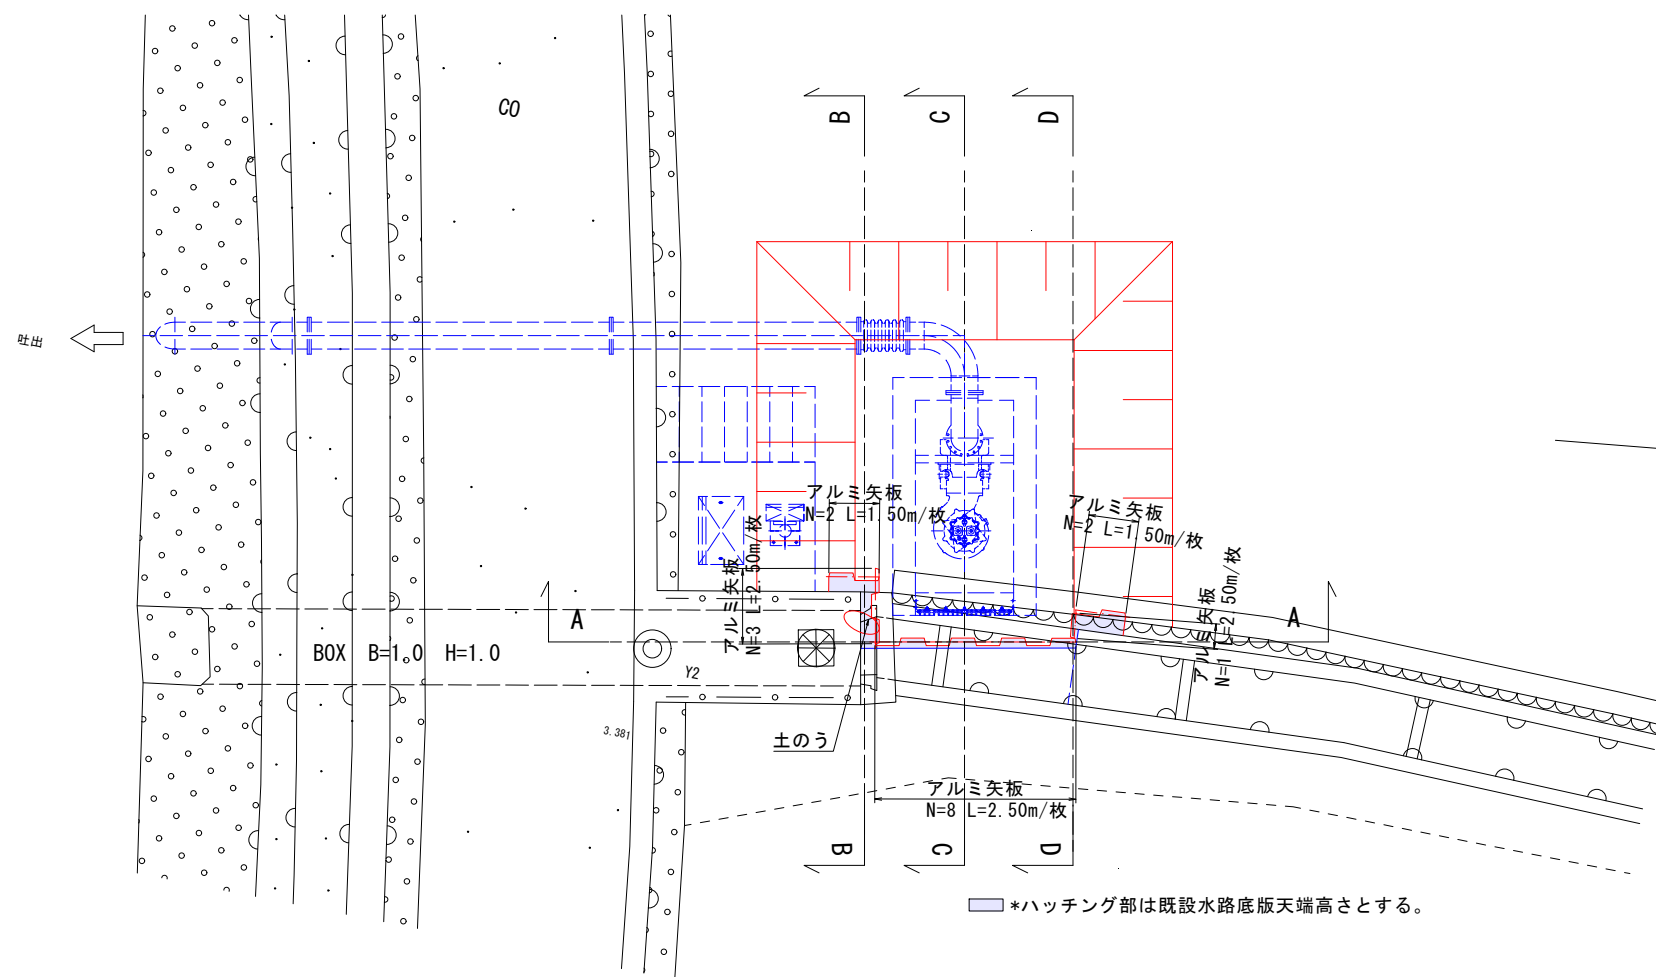 CO
B
C
D
吐出
アルミ矢板
N=2 L=1.50m/枚
アルミ矢板
N=2 L=1.50m/枚
アルミ矢板
N=3 L=2.50m/枚
アルミ矢板
N=1 L=2.50m/枚
A
A
BOX B=1.0 H=1.0
Y2
3.381
土のう
アルミ矢板
N=8 L=2.50m/枚
B
C
D
*ハッチング部は既設水路底版天端高さとする。